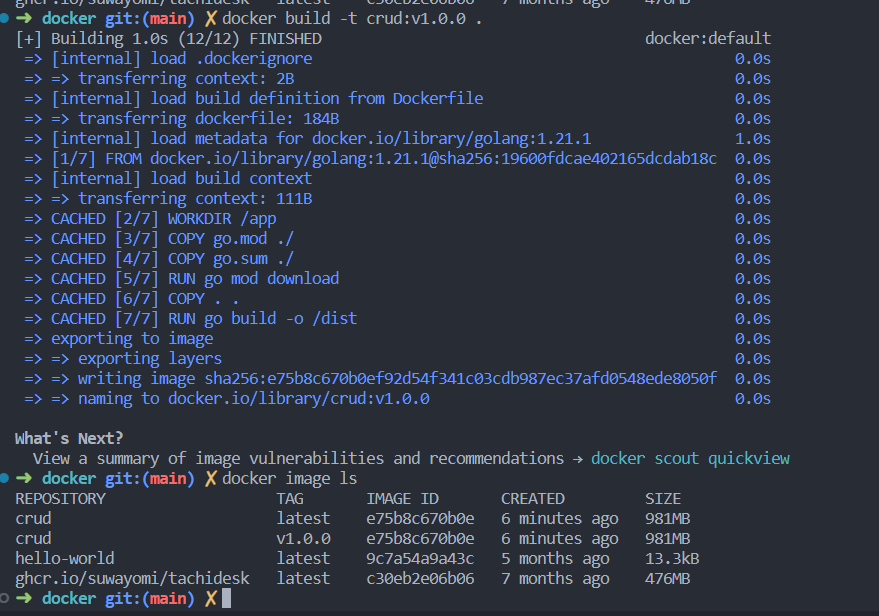 ghcr.io/suwayomi/tachidesk latest c30eb2e06b06 7 months ago 476MB
➜ docker git:(main) ✗ docker build -t crud:v1.0.0 .
[+] Building 1.0s (12/12) FINISHED docker:default
=> [internal] load .dockerignore 0.0s
=> => transferring context: 2B 0.0s
=> [internal] load build definition from Dockerfile 0.0s
=> => transferring dockerfile: 184B 0.0s
=> [internal] load metadata for docker.io/library/golang:1.21.1 1.0s
=> [1/7] FROM docker.io/library/golang:1.21.1@sha256:19600fdcae402165dcdab18c 0.0s
=> [internal] load build context 0.0s
=> => transferring context: 111B 0.0s
=> CACHED [2/7] WORKDIR /app 0.0s
=> CACHED [3/7] COPY go.mod ./ 0.0s
=> CACHED [4/7] COPY go.sum ./ 0.0s
=> CACHED [5/7] RUN go mod download 0.0s
=> CACHED [6/7] COPY . . 0.0s
=> CACHED [7/7] RUN go build -o /dist 0.0s
=> exporting to image 0.0s
=> => exporting layers 0.0s
=> => writing image sha256:e75b8c670b0ef92d54f341c03cdb987ec37afd0548ede8050f 0.0s
=> => naming to docker.io/library/crud:v1.0.0 0.0s
What's Next?
View a summary of image vulnerabilities and recommendations → docker scout quickview
➜ docker git:(main) ✗ docker image ls
REPOSITORY TAG IMAGE ID CREATED SIZE
crud latest e75b8c670b0e 6 minutes ago 981MB
crud v1.0.0 e75b8c670b0e 6 minutes ago 981MB
hello-world latest 9c7a54a9a43c 5 months ago 13.3kB
ghcr.io/suwayomi/tachidesk latest c30eb2e06b06 7 months ago 476MB
➜ docker git:(main) ✗